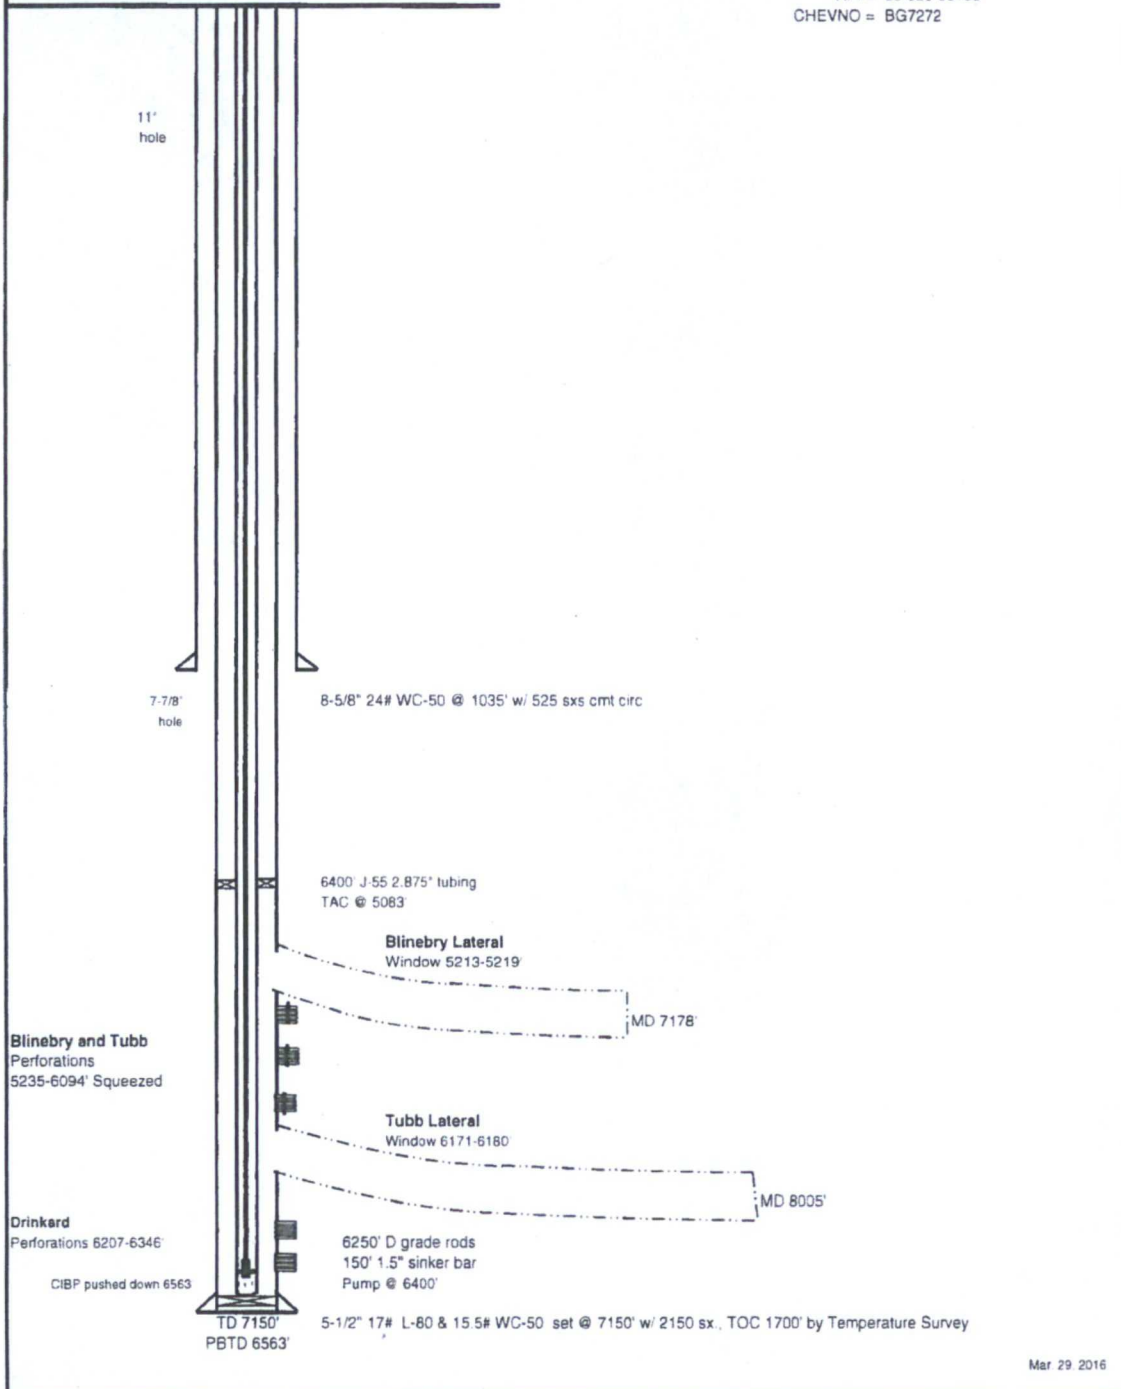 CHEVNO = BG7272
11"
hole
7-7/8"
hole
8-5/8" 24# WC-50 @ 1035' w/ 525 sxs cmt circ
6400' J-55 2.875" tubing
TAC @ 5083'
Blinebry Lateral
Window 5213-5219'
MD 7178'
Blinebry and Tubb
Perforations
5235-6094' Squeezed
Tubb Lateral
Window 6171-6180'
MD 8005'
Drinkard
Perforations 6207-6346'
6250' D grade rods
150' 1.5" sinker bar
Pump @ 6400'
CIBP pushed down 6563
TD 7150'
PBTD 6563'
5-1/2" 17# L-80 & 15.5# WC-50 set @ 7150' w/ 2150 sx., TOC 1700' by Temperature Survey
Mar 29 2016